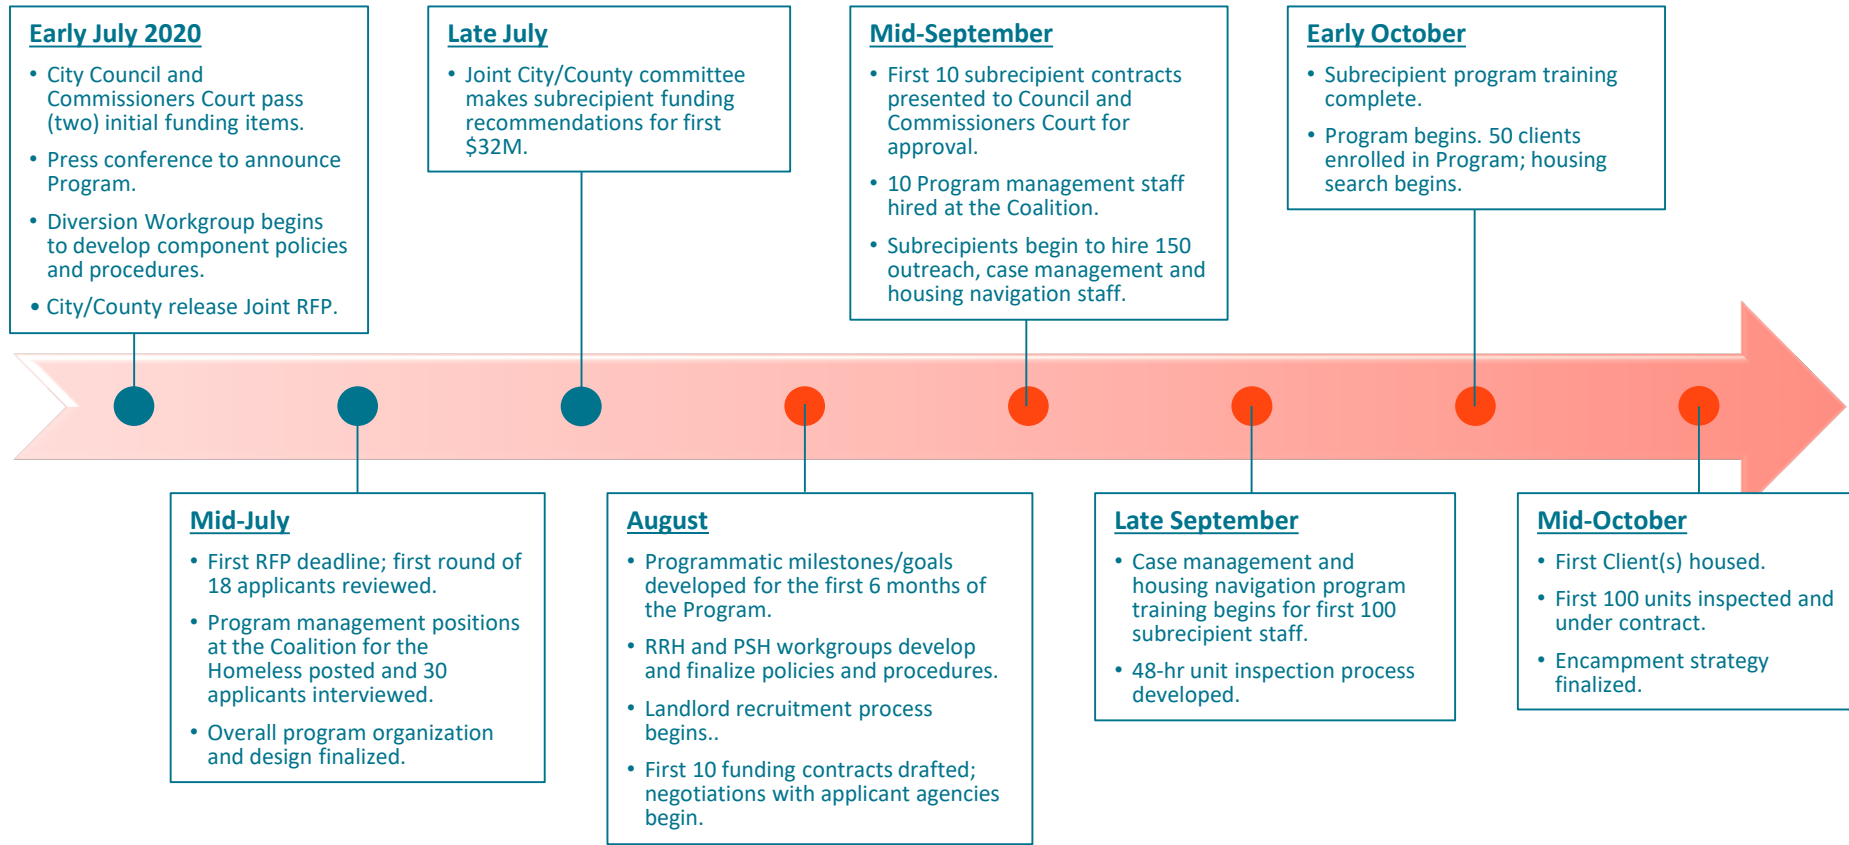 Early July 2020
• City Council and
Commissioners Court pass
(two) initial funding items.
• Press conference to announce
Program.
• Diversion Workgroup begins
to develop component policies
and procedures.
• City/County release Joint RFP.
Mid-July
• First RFP deadline; first round of
18 applicants reviewed.
• Program management positions
at the Coalition for the
Homeless posted and 30
applicants interviewed.
• Overall program organization
and design finalized.
Late July
• Joint City/County committee
makes subrecipient funding
recommendations for first
$32M.
August
• Programmatic milestones/goals
developed for the first 6 months of
the Program.
• RRH and PSH workgroups develop
and finalize policies and procedures.
• Landlord recruitment process
begins..
• First 10 funding contracts drafted;
negotiations with applicant agencies
begin.
Mid-September
• First 10 subrecipient contracts
presented to Council and
Commissioners Court for
approval.
• 10 Program management staff
hired at the Coalition.
• Subrecipients begin to hire 150
outreach, case management and
housing navigation staff.
Late September
• Case management and
housing navigation program
training begins for first 100
subrecipient staff.
• 48-hr unit inspection process
developed.
Early October
• Subrecipient program training
complete.
• Program begins. 50 clients
enrolled in Program; housing
search begins.
Mid-October
• First Client(s) housed.
• First 100 units inspected and
under contract.
• Encampment strategy
finalized.